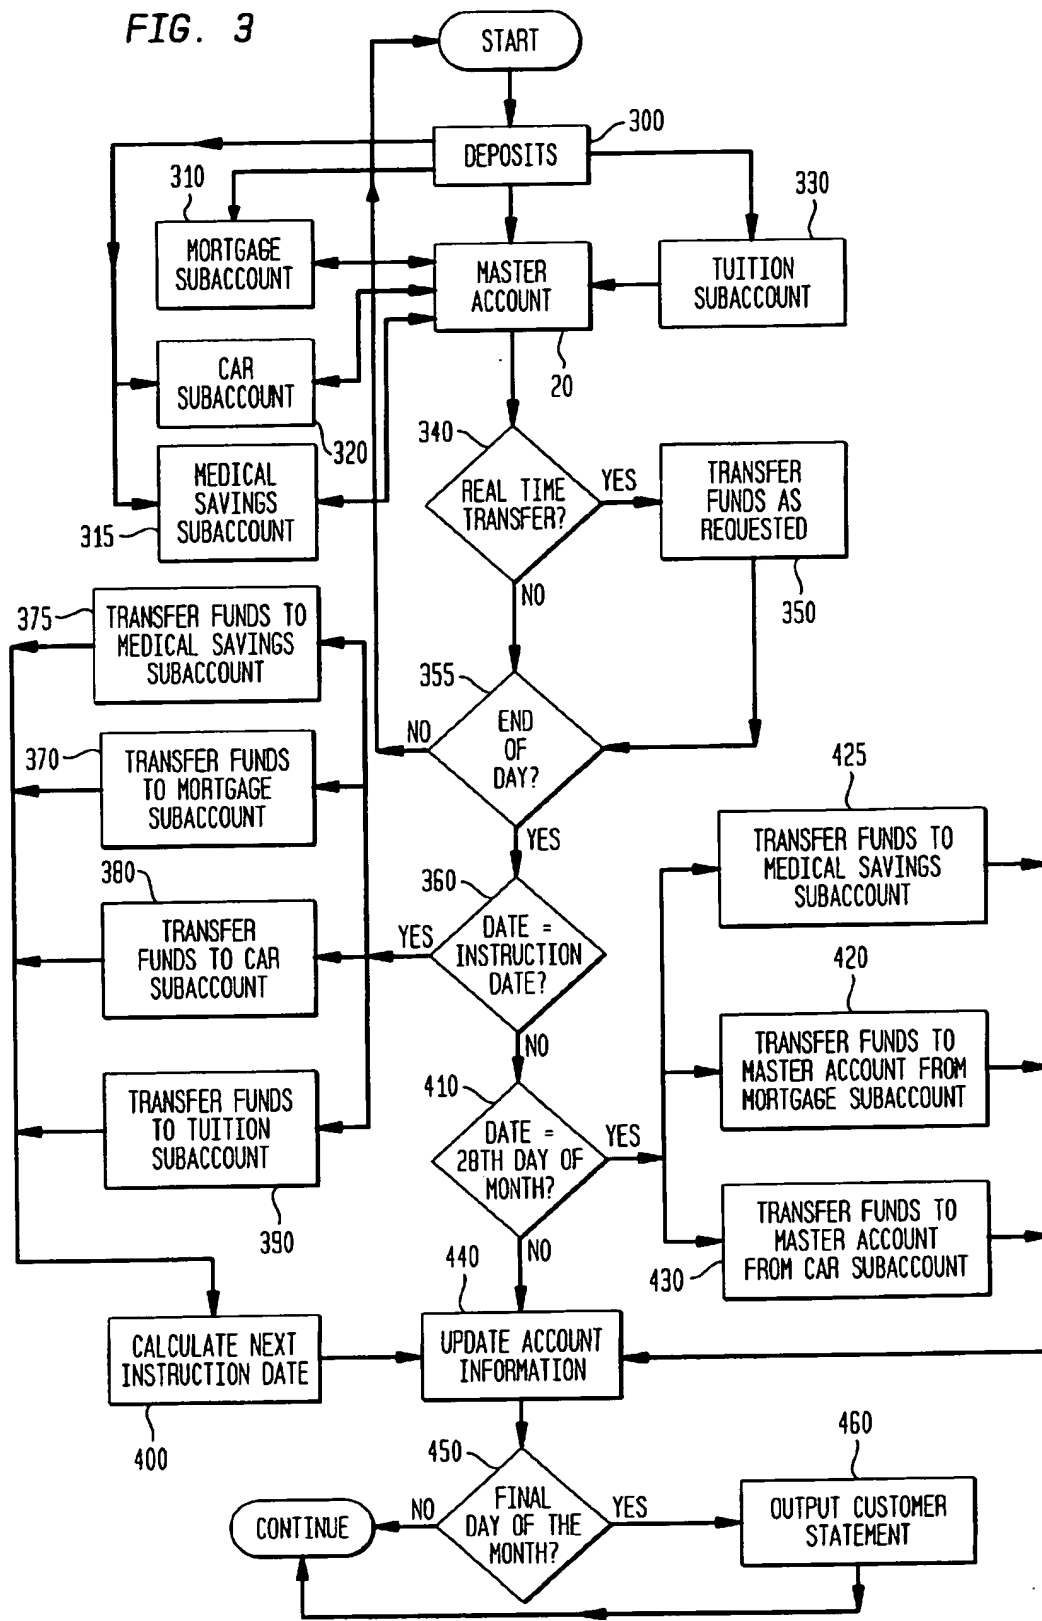 FIG. 3
START
300
DEPOSITS
310
330
MORTGAGE
SUBACCOUNT
MASTER
ACCOUNT
TUITION
SUBACCOUNT
20
CAR
SUBACCOUNT
320
340
MEDICAL
SAVINGS
SUBACCOUNT
315
REAL TIME
TRANSFER?
YES
NO
TRANSFER
FUNDS AS
REQUESTED
350
375
TRANSFER FUNDS TO
MEDICAL SAVINGS
SUBACCOUNT
355
END
OF
DAY?
NO
YES
370
TRANSFER FUNDS
TO MORTGAGE
SUBACCOUNT
425
TRANSFER FUNDS TO
MEDICAL SAVINGS
SUBACCOUNT
380
TRANSFER
FUNDS TO CAR
SUBACCOUNT
360
DATE =
INSTRUCTION
DATE?
YES
NO
420
TRANSFER FUNDS TO
MASTER ACCOUNT FROM
MORTGAGE SUBACCOUNT
TRANSFER FUNDS
TO TUITION
SUBACCOUNT
390
410
DATE =
28TH DAY OF
MONTH?
YES
NO
TRANSFER FUNDS TO
MASTER ACCOUNT
FROM CAR SUBACCOUNT
430
440
CALCULATE NEXT
INSTRUCTION DATE
400
UPDATE ACCOUNT
INFORMATION
450
FINAL
DAY OF THE
MONTH?
NO
YES
CONTINUE
460
OUTPUT CUSTOMER
STATEMENT